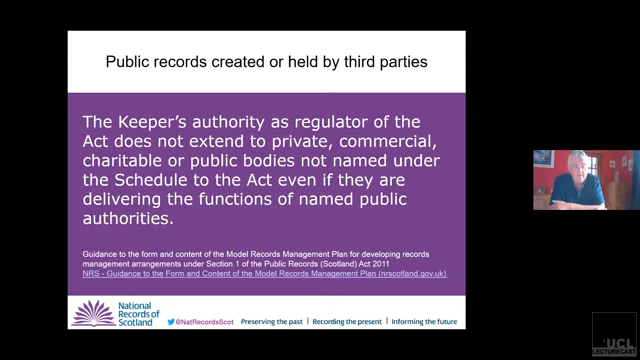 Public records created or held by third parties
The Keeper's authority as regulator of the
Act does not extend to private, commercial,
charitable or public bodies not named under
the Schedule to the Act even if they are
delivering the functions of named public
authorities.
Guidance to the form and content of the Model Records Management Plan for developing records
management arrangements under Section 1 of the Public Records (Scotland) Act 2011
NRS - Guidance to the Form and Content of the Model Records Management Plan (nrscotland.gov.uk)
National
Records of
Scotland
@NatRecordsScot
Preserving the past | Recording the present | Informing the future
UCL
LECTURECAST